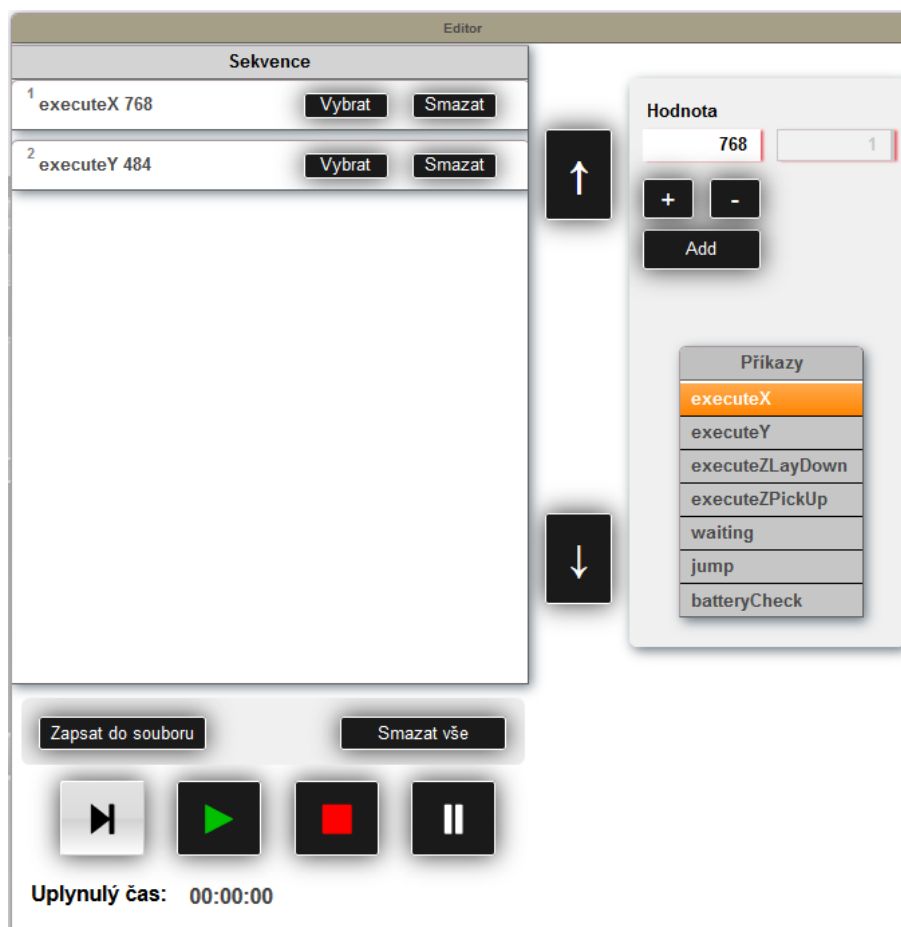 Editor
Sekvence
1 executeX 768 Vybrat Smazat
2 executeY 484 Vybrat Smazat
↑
Hodnota
768 1
+ -
Add
Příkazy
executeX
executeY
executeZLayDown
executeZPickUp
waiting
jump
batteryCheck
↓
Zapsat do souboru Smazat vše
Uplynulý čas: 00:00:00